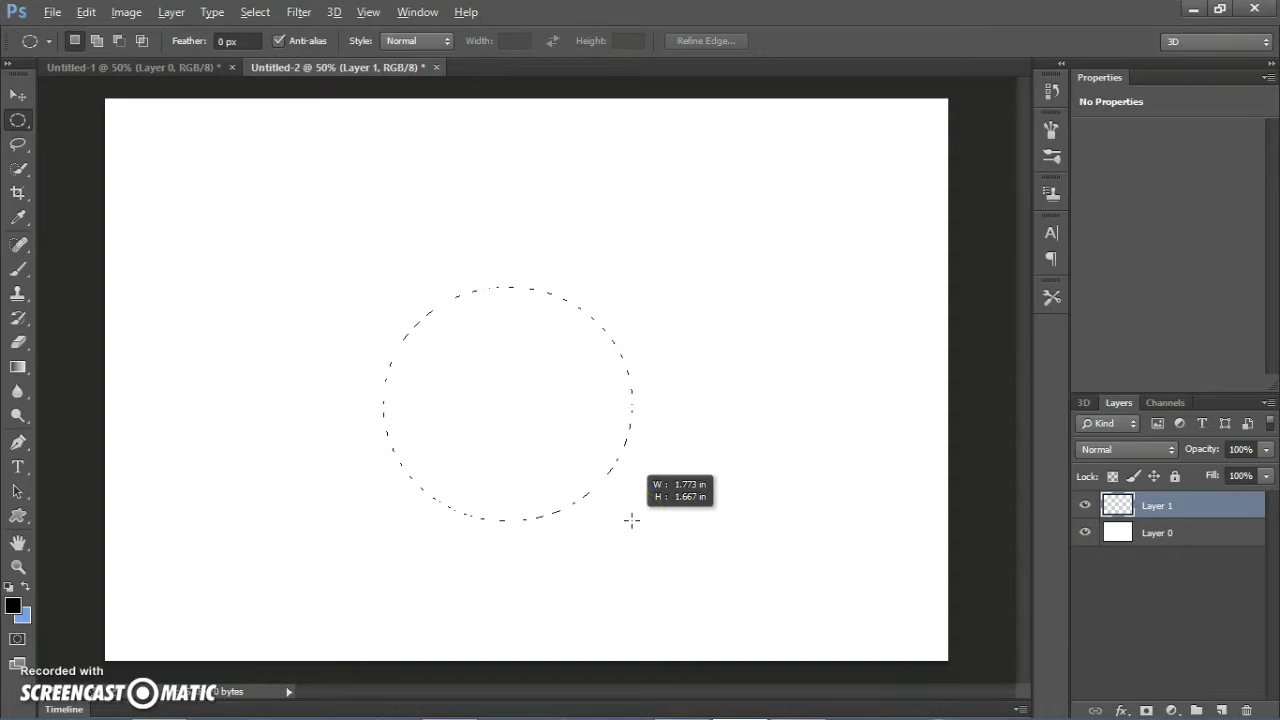 Ps File Edit Image Layer Type Select Filter 3D View Window Help
Feather: 0 px Anti-alias Style: Normal Width: Height: Refine Edge... 3D
Untitled-1 @ 50% (Layer 0, RGB/8) * × Untitled-2 @ 50% (Layer 1, RGB/8) * ×
Properties
No Properties
3D Layers Channels
Kind
Normal Opacity: 100%
Lock: Fill: 100%
W : 1.773 in
H : 1.667 in
Layer 1
Layer 0
Recorded with
SCREENCAST MATIC
0 bytes
Timeline